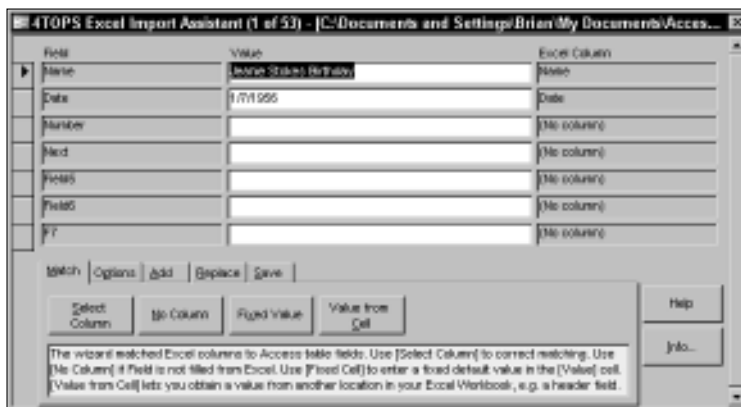 4TOPS Excel Import Assistant (1 of 53) - [C:\Documents and Settings\Brian\My Documents\Acces...
Field Value Excel Column
Name Jeanne Stokes Birthday Name
Date 1/7/1956 Date
Number (No column)
Next (No column)
Field5 (No column)
Field6 (No column)
F7 (No column)
Match Options Add Replace Save
Select Column No Column Fixed Value Value from Cell Help
Info...
The wizard matched Excel columns to Access table fields. Use [Select Column] to correct matching. Use
[No Column] if Field is not filled from Excel. Use [Fixed Cell] to enter a fixed default value in the [Value] cell.
[Value from Cell] lets you obtain a value from another location in your Excel Workbook, e.g. a header field.